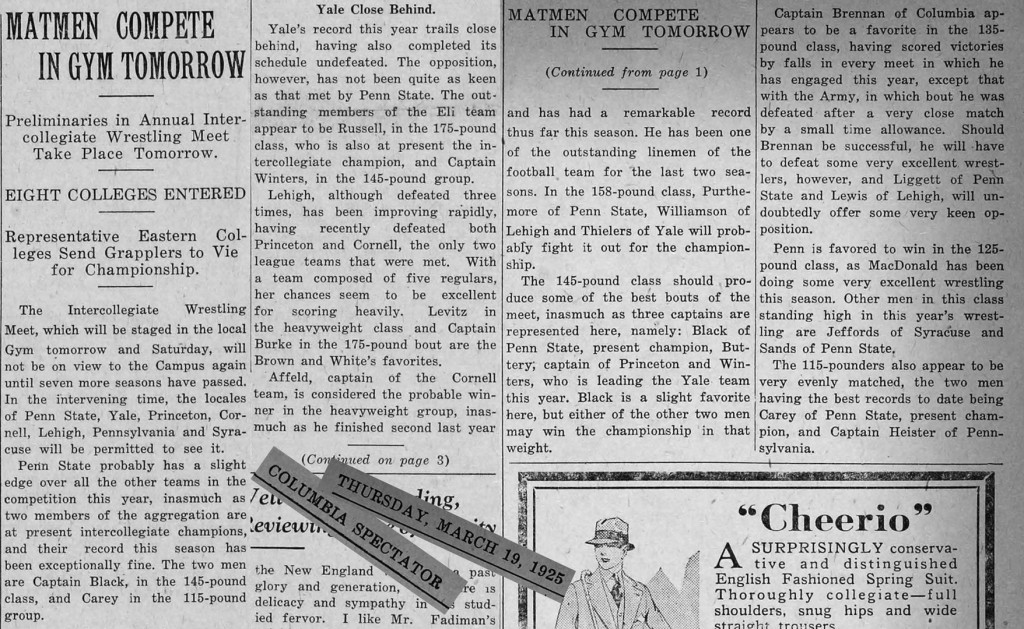 MATMEN COMPETE
IN GYM TOMORROW
Preliminaries in Annual Inter-
collegiate Wrestling Meet
Take Place Tomorrow.
EIGHT COLLEGES ENTERED
Representative Eastern Col-
leges Send Grapplers to Vie
for Championship.
The Intercollegiate Wrestling
Meet, which will be staged in the local
Gym tomorrow and Saturday, will
not be on view to the Campus again
until seven more seasons have passed.
In the intervening time, the locales
of Penn State, Yale, Princeton, Cor-
nell, Lehigh, Pennsylvania and Syra-
cuse will be permitted to see it.
Penn State probably has a slight
edge over all the other teams in the
competition this year, inasmuch as
two members of the aggregation are
at present intercollegiate champions,
and their record this season has
been exceptionally fine. The two men
are Captain Black, in the 145-pound
class, and Carey in the 115-pound
group.
Yale Close Behind.
Yale's record this year trails close
behind, having also completed its
schedule undefeated. The opposition,
however, has not been quite as keen
as that met by Penn State. The out-
standing members of the Eli team
appear to be Russell, in the 175-pound
class, who is also at present the in-
tercollegiate champion, and Captain
Winters, in the 145-pound group.
Lehigh, although defeated three
times, has been improving rapidly,
having recently defeated both
Princeton and Cornell, the only two
league teams that were met. With
a team composed of five regulars,
her chances seem to be excellent
for scoring heavily. Levitz in
the heavyweight class and Captain
Burke in the 175-pound bout are the
Brown and White's favorites.
Affeld, captain of the Cornell
team, is considered the probable win-
ner in the heavyweight group, inas-
much as he finished second last year
(Continued on page 3)
COLUMBIA SPECTATOR
THURSDAY, MARCH 19, 1925
the New England past
glory and generation,
delicacy and sympathy in stud-
ied fervor. I like Mr. Fadiman's
MATMEN COMPETE
IN GYM TOMORROW
(Continued from page 1)
and has had a remarkable record
thus far this season. He has been one
of the outstanding linemen of the
football team for the last two sea-
sons. In the 158-pound class, Purthe-
more of Penn State, Williamson of
Lehigh and Thielers of Yale will prob-
ably fight it out for the champion-
ship.
The 145-pound class should pro-
duce some of the best bouts of the
meet, inasmuch as three captains are
represented here, namely: Black of
Penn State, present champion, But-
tery, captain of Princeton and Win-
ters, who is leading the Yale team
this year. Black is a slight favorite
here, but either of the other two men
may win the championship in that
weight.
Captain Brennan of Columbia ap-
pears to be a favorite in the 135-
pound class, having scored victories
by falls in every meet in which he
has engaged this year, except that
with the Army, in which bout he was
defeated after a very close match
by a small time allowance. Should
Brennan be successful, he will have
to defeat some very excellent wrest-
lers, however, and Liggett of Penn
State and Lewis of Lehigh, will un-
doubtedly offer some very keen op-
position.
Penn is favored to win in the 125-
pound class, as MacDonald has been
doing some very excellent wrestling
this season. Other men in this class
standing high in this year's wrest-
ling are Jeffords of Syracuse and
Sands of Penn State.
The 115-pounders also appear to be
very evenly matched, the two men
having the best records to date being
Carey of Penn State, present cham-
pion, and Captain Heister of Penn-
sylvania.
"Cheerio"
A SURPRISINGLY conserva-
tive and distinguished
English Fashioned Spring Suit.
Thoroughly collegiate—full
shoulders, snug hips and wide
straight trousers